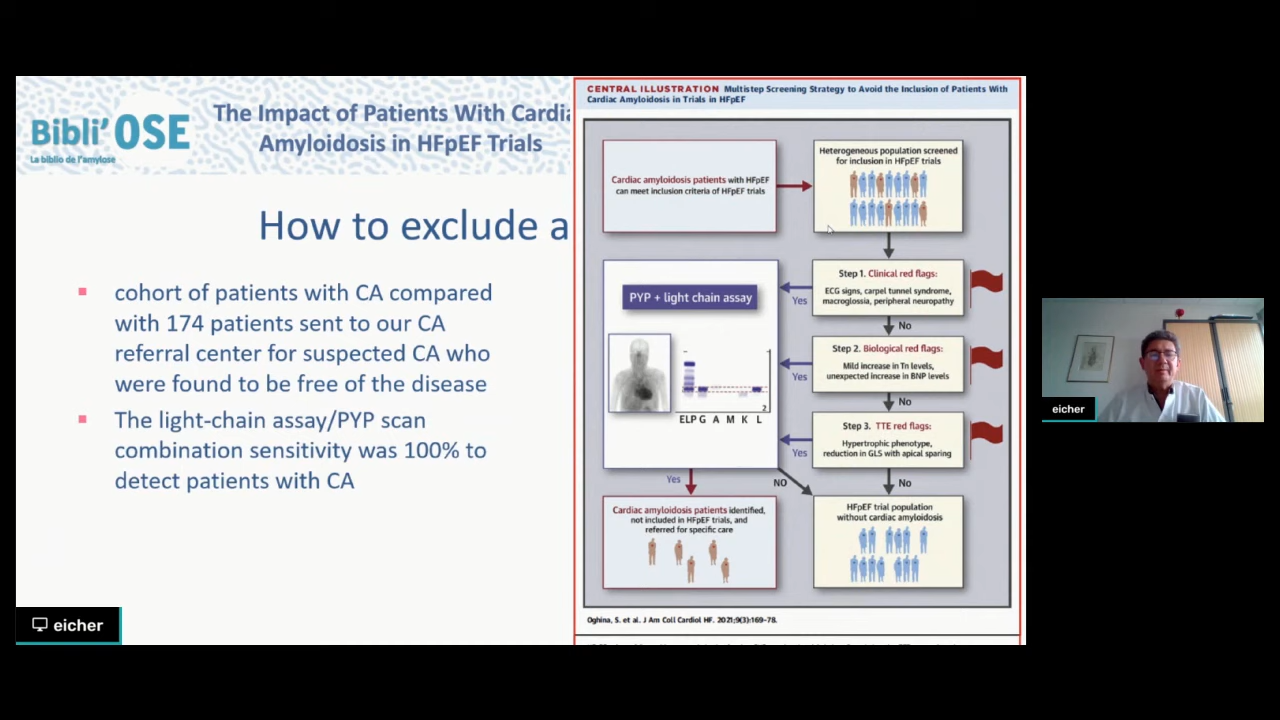 Bibli'OSE
La biblio de l'amylose
The Impact of Patients With Cardia
Amyloidosis in HFpEF Trials
How to exclude a
▪ cohort of patients with CA compared
with 174 patients sent to our CA
referral center for suspected CA who
were found to be free of the disease
▪ The light-chain assay/PYP scan
combination sensitivity was 100% to
detect patients with CA
eicher
CENTRAL ILLUSTRATION Multistep Screening Strategy to Avoid the Inclusion of Patients With
Cardiac Amyloidosis in Trials in HFpEF
Cardiac amyloidosis patients with HFpEF
can meet inclusion criteria of HFpEF trials
Heterogeneous population screened
for inclusion in HFpEF trials
Step 1. Clinical red flags:
ECG signs, carpel tunnel syndrome,
macroglossia, peripheral neuropathy
Yes
No
PYP + light chain assay
ELP G A M K L
2
Step 2. Biological red flags:
Mild increase in Tn levels,
unexpected increase in BNP levels
Yes
No
Step 3. TTE red flags:
Hypertrophic phenotype,
reduction in GLS with apical sparing
Yes
No
Yes
NO
Cardiac amyloidosis patients identified,
not included in HFpEF trials, and
referred for specific care
HFpEF trial population
without cardiac amyloidosis
Oghina, S. et al. J Am Coll Cardiol HF. 2021;9(3):169–78.
eicher